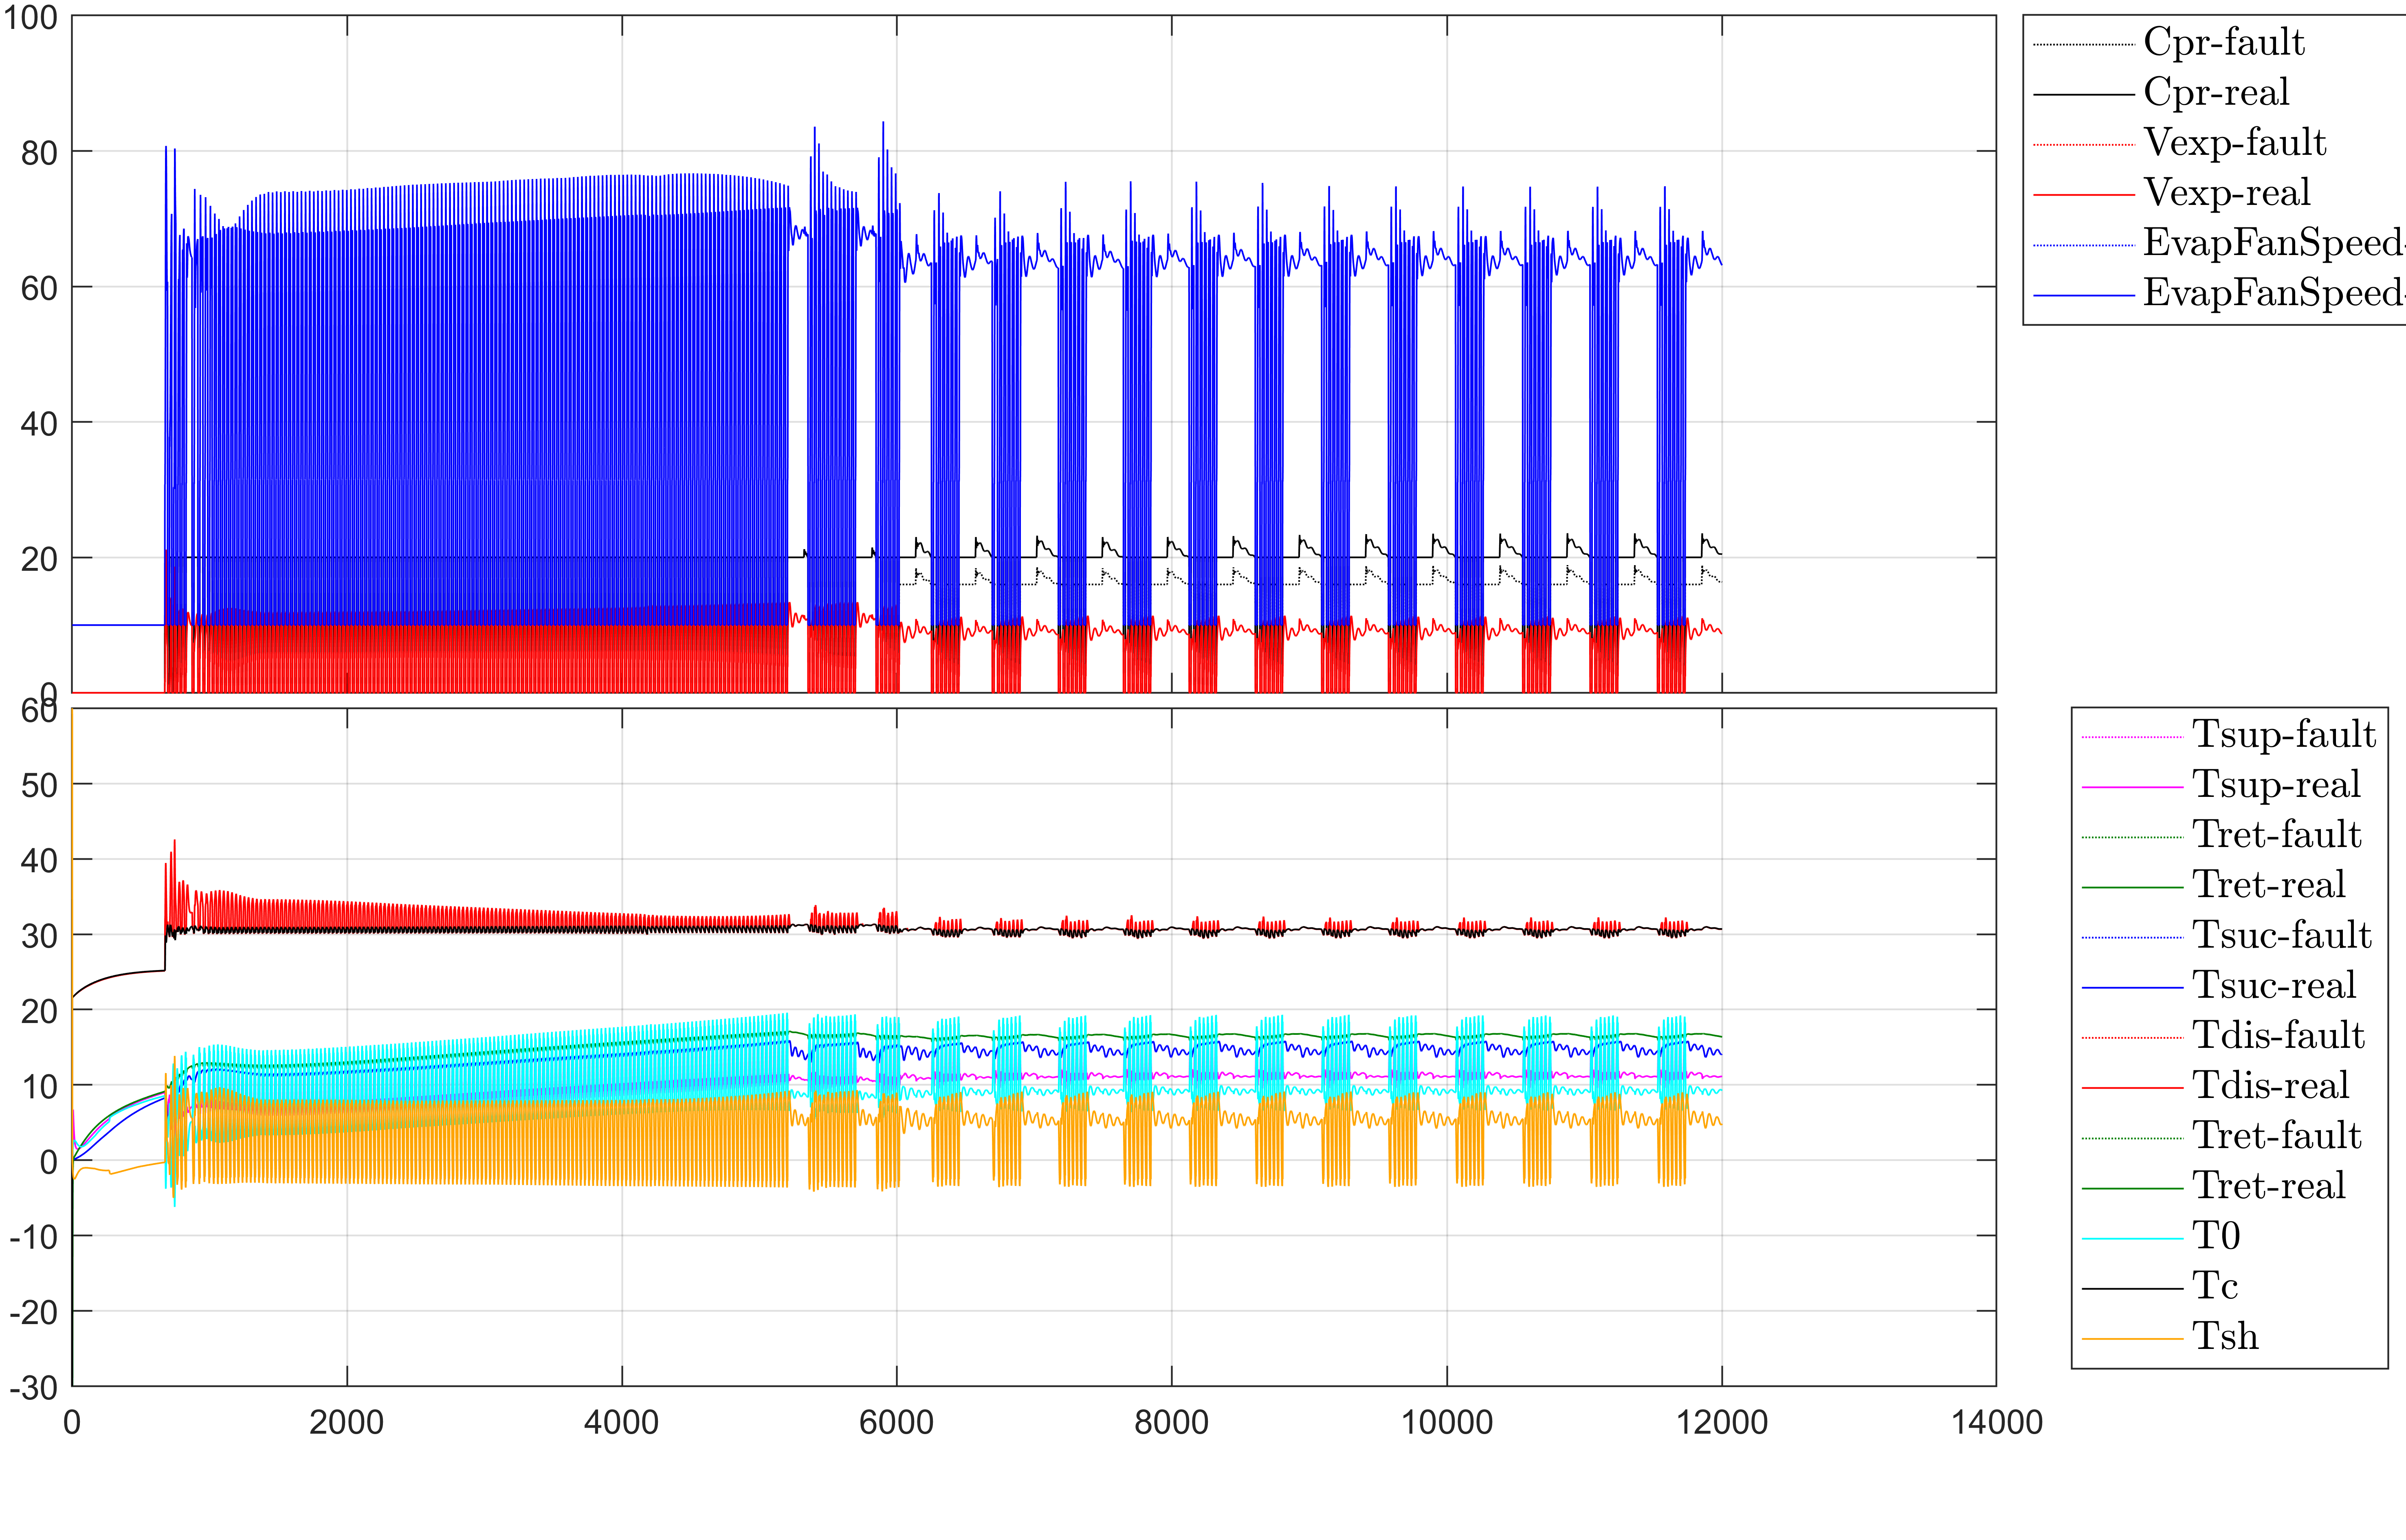 100
80
60
40
20
0
Cpr-fault
Cpr-real
Vexp-fault
Vexp-real
EvapFanSpeed-
EvapFanSpeed-
60
50
40
30
20
10
0
-10
-20
-30
0 2000 4000 6000 8000 10000 12000 14000
Tsup-fault
Tsup-real
Tret-fault
Tret-real
Tsuc-fault
Tsuc-real
Tdis-fault
Tdis-real
Tret-fault
Tret-real
T0
Tc
Tsh